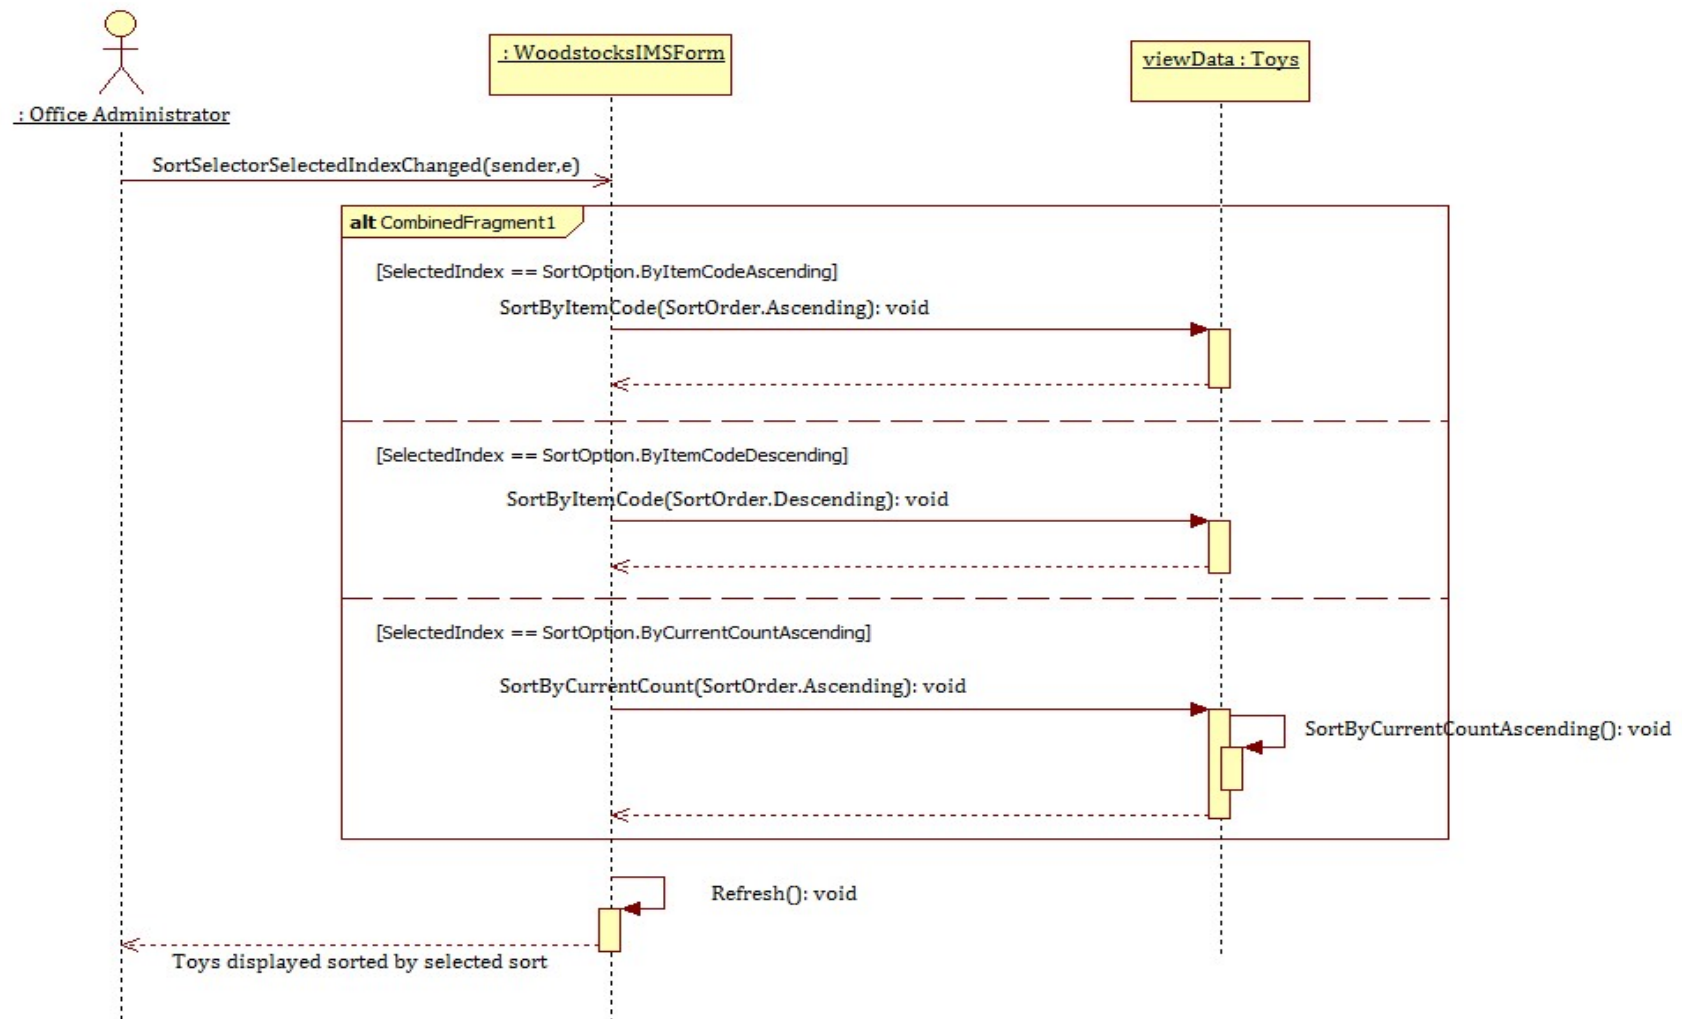 : WoodstocksIMSForm
viewData : Toys
: Office Administrator
SortSelectorSelectedIndexChanged(sender,e)
alt CombinedFragment1
[SelectedIndex == SortOption.ByItemCodeAscending]
SortByItemCode(SortOrder.Ascending): void
[SelectedIndex == SortOption.ByItemCodeDescending]
SortByItemCode(SortOrder.Descending): void
[SelectedIndex == SortOption.ByCurrentCountAscending]
SortByCurrentCount(SortOrder.Ascending): void
SortByCurrentCountAscending(): void
Refresh(): void
Toys displayed sorted by selected sort